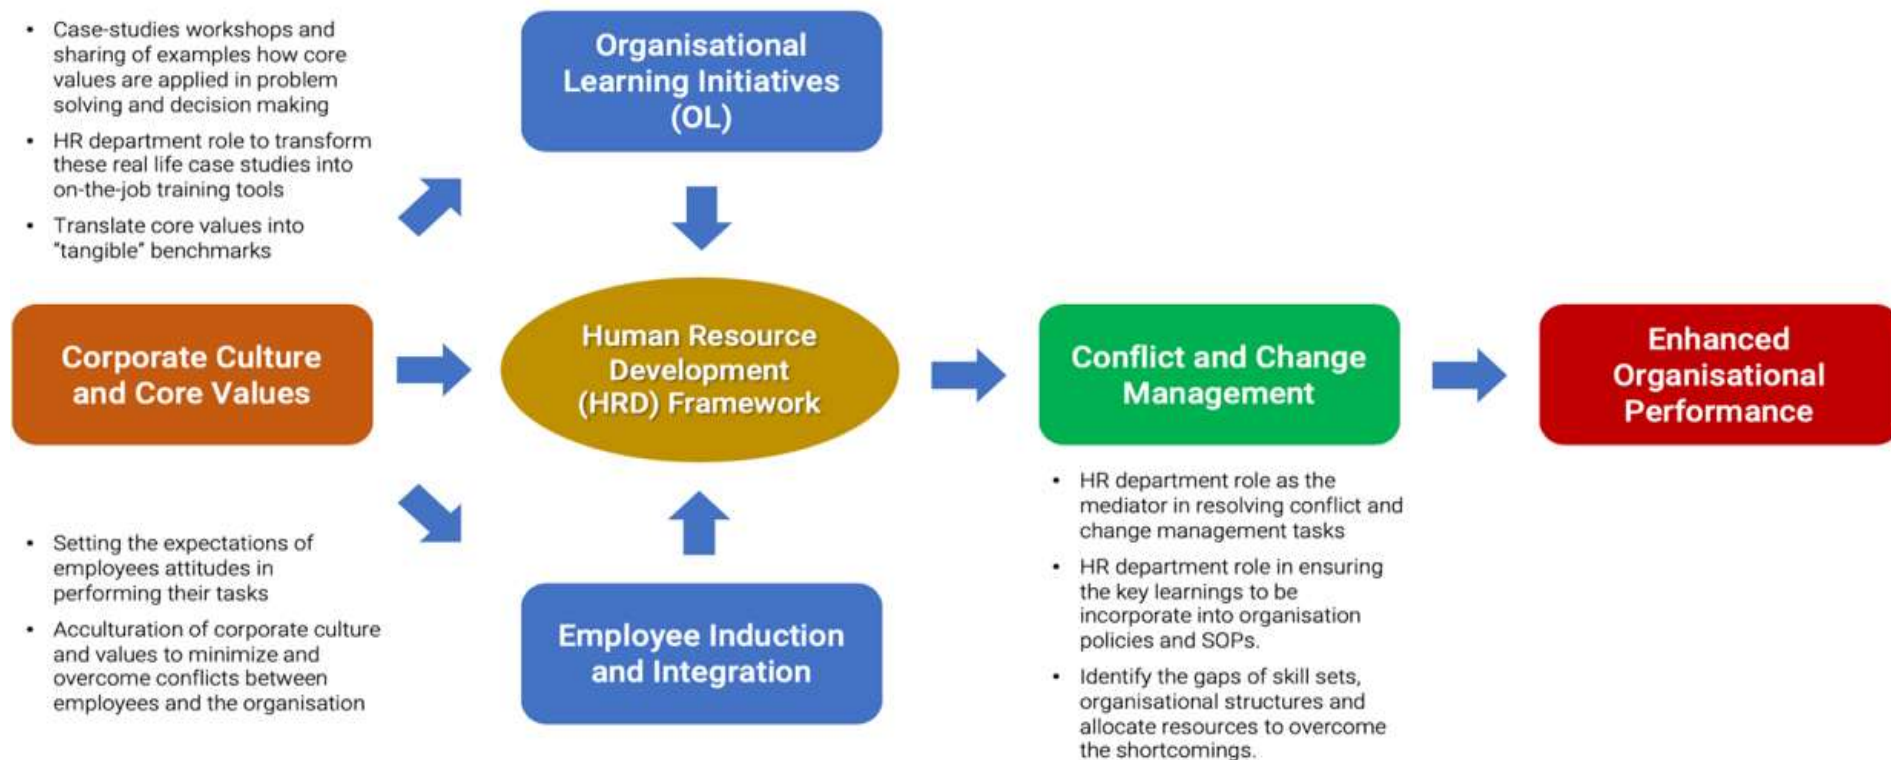 • Case-studies workshops and
sharing of examples how core
values are applied in problem
solving and decision making
• HR department role to transform
these real life case studies into
on-the-job training tools
• Translate core values into
"tangible" benchmarks
Organisational
Learning Initiatives
(OL)
Corporate Culture
and Core Values
Human Resource
Development
(HRD) Framework
Conflict and Change
Management
Enhanced
Organisational
Performance
• Setting the expectations of
employees attitudes in
performing their tasks
• Acculturation of corporate culture
and values to minimize and
overcome conflicts between
employees and the organisation
Employee Induction
and Integration
• HR department role as the
mediator in resolving conflict and
change management tasks
• HR department role in ensuring
the key learnings to be
incorporate into organisation
policies and SOPs.
• Identify the gaps of skill sets,
organisational structures and
allocate resources to overcome
the shortcomings.